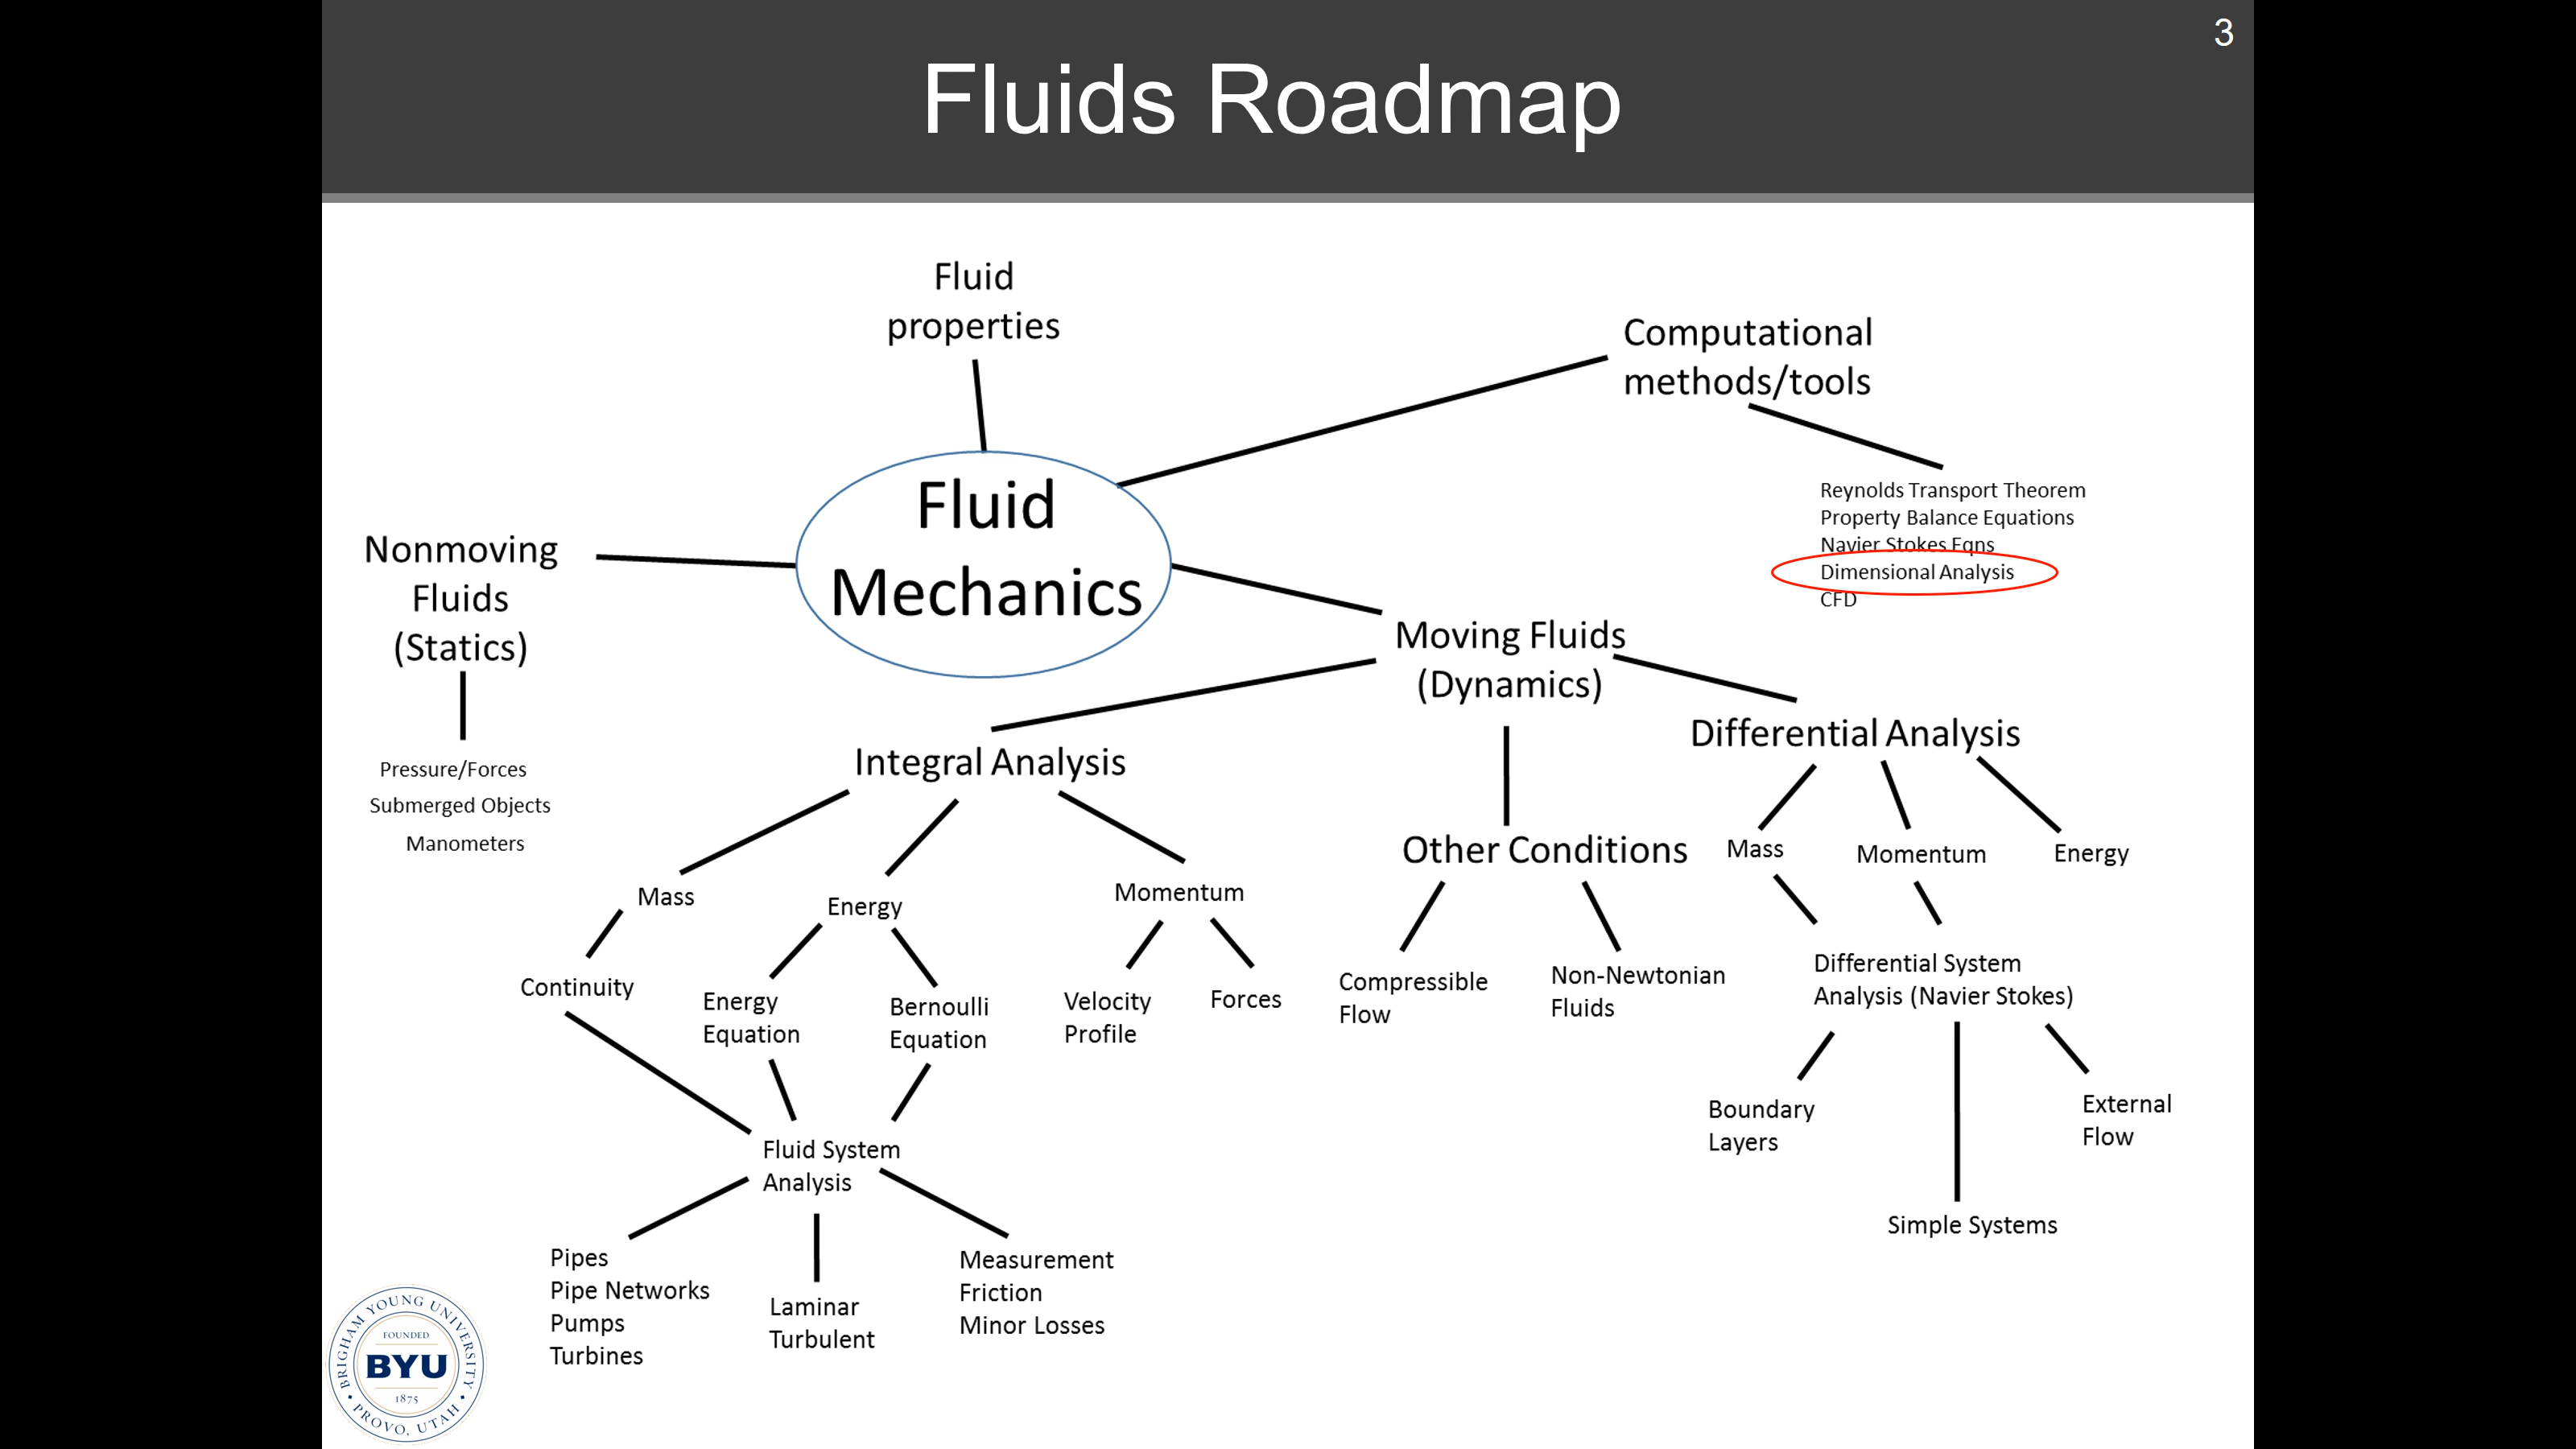 3
Fluids Roadmap
Fluid
properties
Computational
methods/tools
Reynolds Transport Theorem
Property Balance Equations
Navier Stokes Eqns
Dimensional Analysis
CFD
Fluid
Mechanics
Nonmoving
Fluids
(Statics)
Pressure/Forces
Submerged Objects
Manometers
Moving Fluids
(Dynamics)
Integral Analysis
Differential Analysis
Other Conditions
Mass
Energy
Momentum
Mass
Momentum
Energy
Continuity
Energy
Equation
Bernoulli
Equation
Velocity
Profile
Forces
Compressible
Flow
Non-Newtonian
Fluids
Differential System
Analysis (Navier Stokes)
Boundary
Layers
External
Flow
Simple Systems
Fluid System
Analysis
Pipes
Pipe Networks
Pumps
Turbines
Laminar
Turbulent
Measurement
Friction
Minor Losses
BRIGHAM YOUNG UNIVERSITY
FOUNDED
BYU
1875
PROVO, UTAH